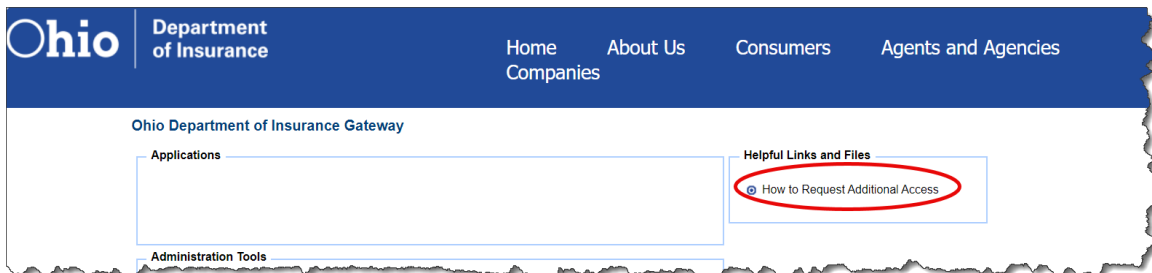 Ohio
Department
of Insurance
Home About Us Consumers Agents and Agencies
Companies
Ohio Department of Insurance Gateway
Applications
Helpful Links and Files
How to Request Additional Access
Administration Tools